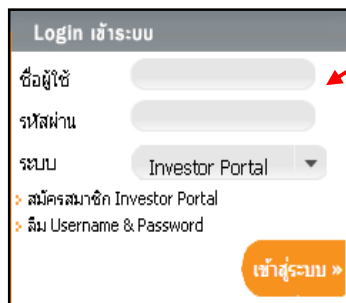 Login เข้าระบบ
ชื่อผู้ใช้
รหัสผ่าน
ระบบ Investor Portal
สมัครสมาชิก Investor Portal
ลืม Username & Password
เข้าสู่ระบบ »